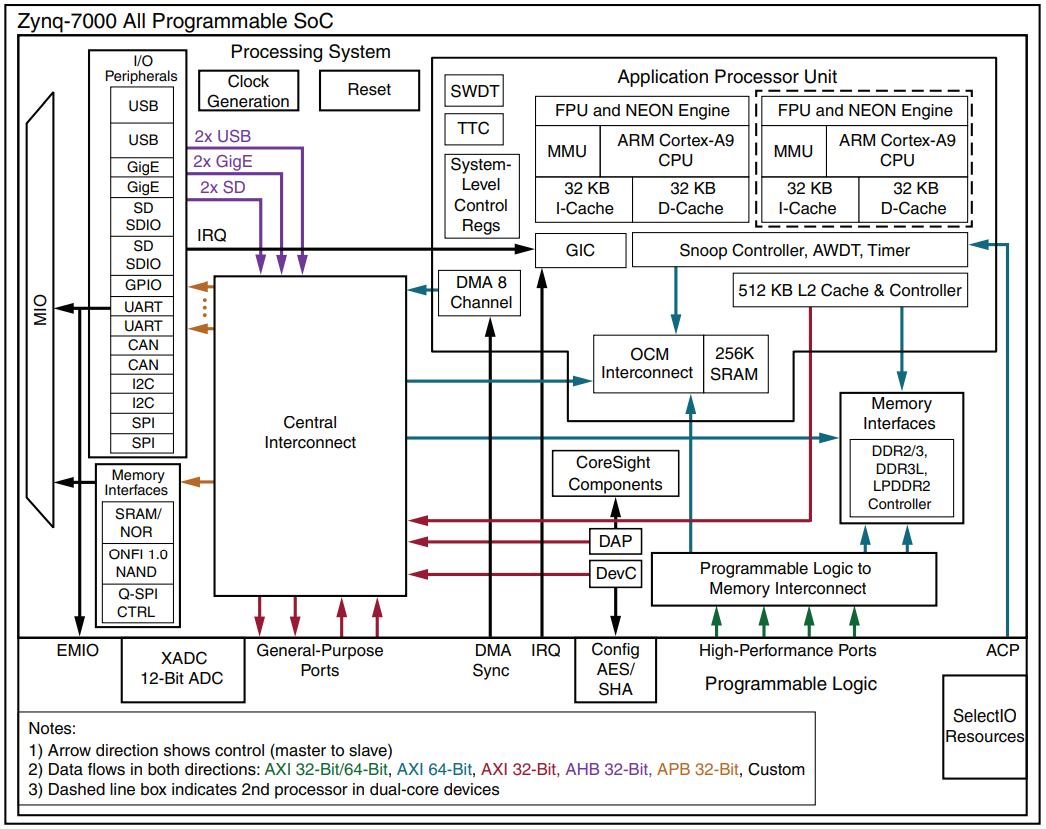 Zynq-7000 All Programmable SoC
Processing System
I/O
Peripherals
USB
USB
GigE
GigE
SD
SDIO
SD
SDIO
GPIO
UART
UART
CAN
CAN
I2C
I2C
SPI
SPI
MIO
Clock
Generation
Reset
2x USB
2x GigE
2x SD
IRQ
Application Processor Unit
SWDT
TTC
System-
Level
Control
Regs
FPU and NEON Engine
MMU
ARM Cortex-A9
CPU
32 KB
I-Cache
32 KB
D-Cache
FPU and NEON Engine
MMU
ARM Cortex-A9
CPU
32 KB
I-Cache
32 KB
D-Cache
GIC
Snoop Controller, AWDT, Timer
DMA 8
Channel
512 KB L2 Cache & Controller
OCM
Interconnect
256K
SRAM
Central
Interconnect
Memory
Interfaces
DDR2/3,
DDR3L,
LPDDR2
Controller
CoreSight
Components
DAP
DevC
Programmable Logic to
Memory Interconnect
Memory
Interfaces
SRAM/
NOR
ONFI 1.0
NAND
Q-SPI
CTRL
EMIO
XADC
12-Bit ADC
General-Purpose
Ports
DMA
Sync
IRQ
Config
AES/
SHA
High-Performance Ports
ACP
Programmable Logic
SelectIO
Resources
Notes:
1) Arrow direction shows control (master to slave)
2) Data flows in both directions: AXI 32-Bit/64-Bit, AXI 64-Bit, AXI 32-Bit, AHB 32-Bit, APB 32-Bit, Custom
3) Dashed line box indicates 2nd processor in dual-core devices